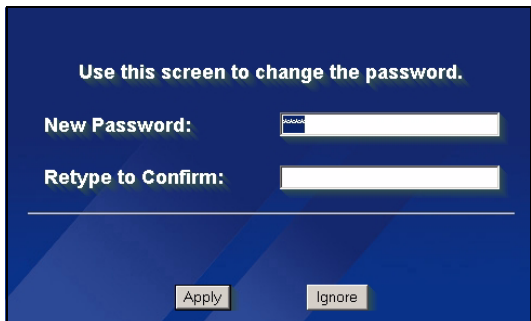 Use this screen to change the password.
New Password: ****
Retype to Confirm:
Apply Ignore